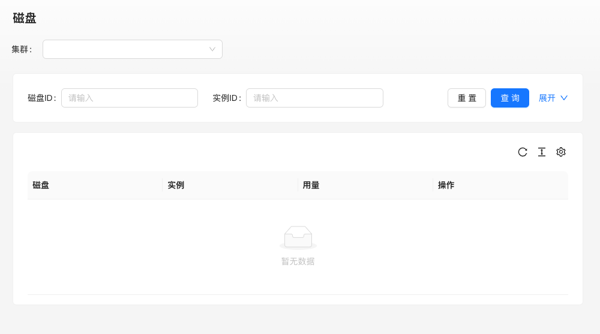 磁盘
集群：
磁盘ID： 请输入 实例ID： 请输入 重 置 查 询 展开
磁盘 实例 用量 操作
暂无数据